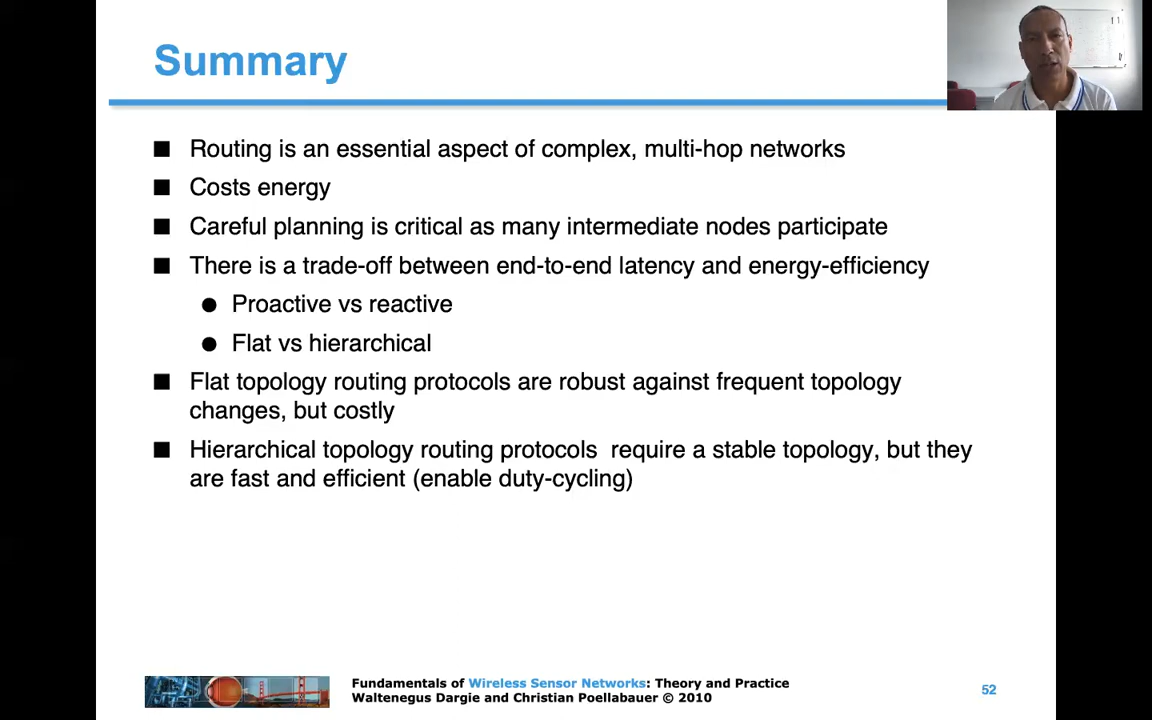 Summary
Routing is an essential aspect of complex, multi-hop networks
Costs energy
Careful planning is critical as many intermediate nodes participate
There is a trade-off between end-to-end latency and energy-efficiency
Proactive vs reactive
Flat vs hierarchical
Flat topology routing protocols are robust against frequent topology
changes, but costly
Hierarchical topology routing protocols require a stable topology, but they
are fast and efficient (enable duty-cycling)
Fundamentals of Wireless Sensor Networks: Theory and Practice
Waltenegus Dargie and Christian Poellabauer © 2010
52